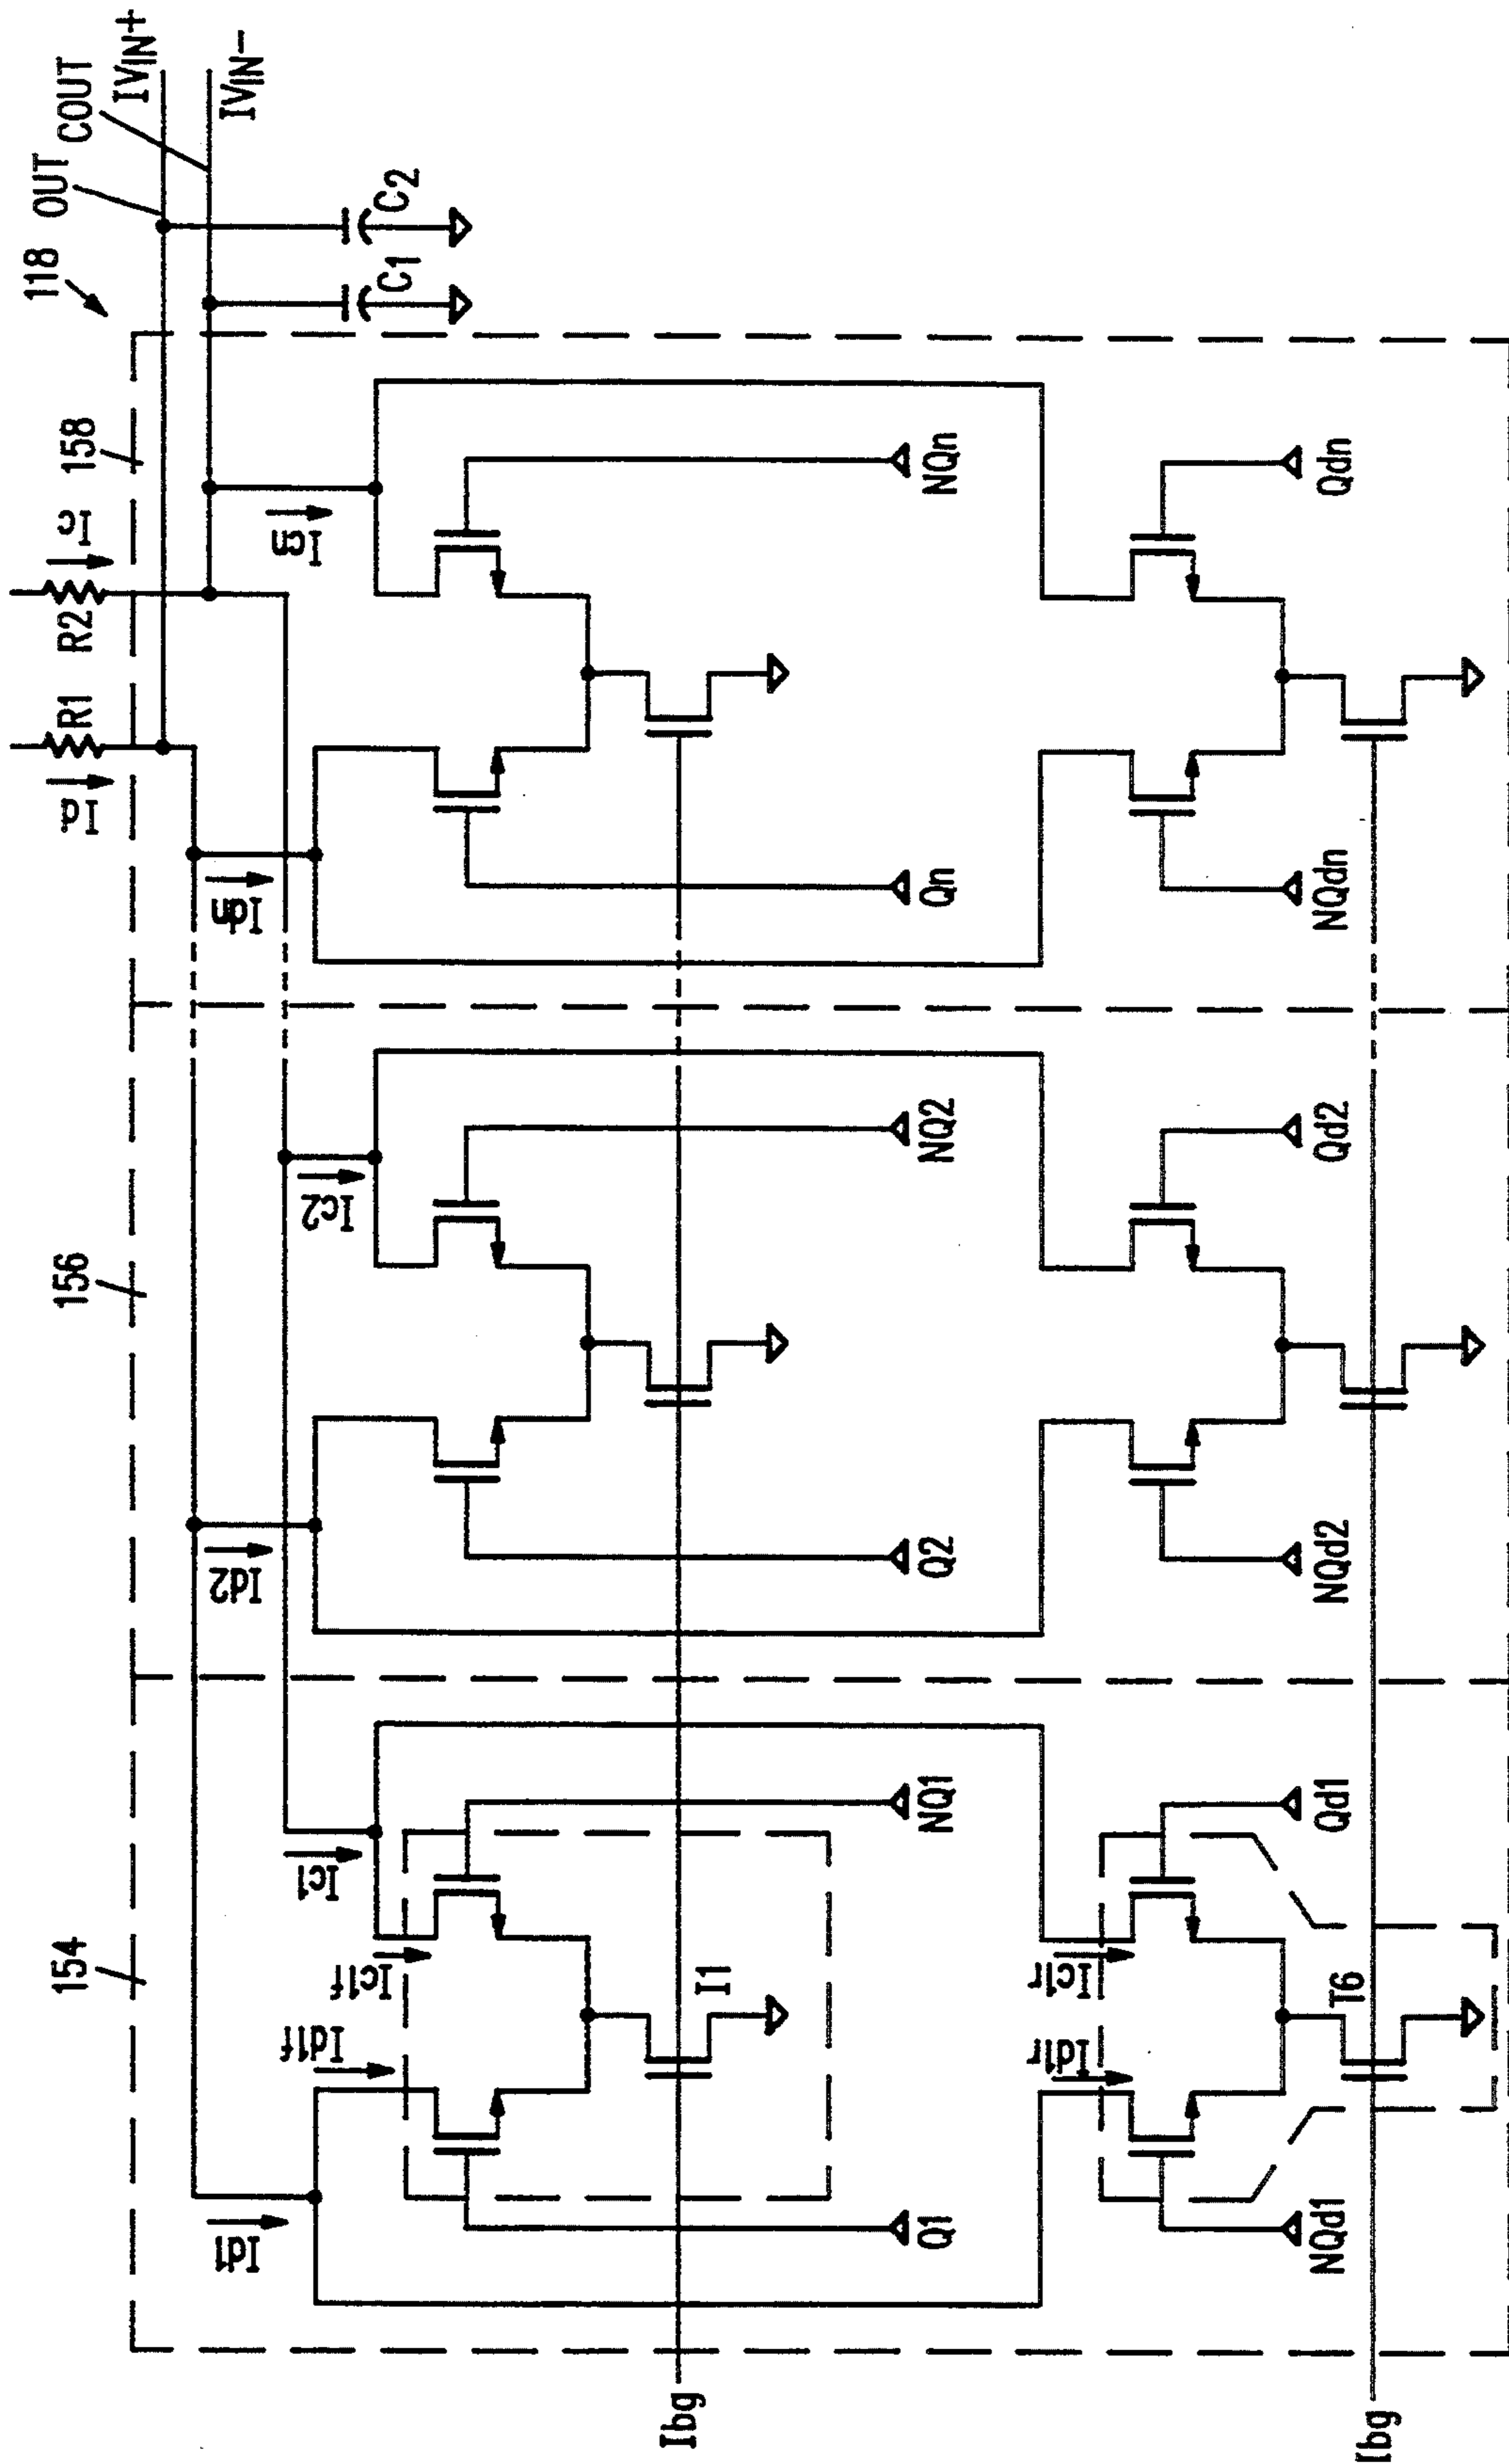 118
OUT
COUT
IVIN+
IVIN-
154
156
158
R1
R2
Id
Ic
C1
C2
Id1
Ic1
Id2
Ic2
Idn
Icn
Id1f
Ic1f
I1
Ibg
Q1
NQ1
Q2
NQ2
Qn
NQn
Id1r
Ic1r
T6
Ibg
NQd1
Qd1
NQd2
Qd2
NQdn
Qdn